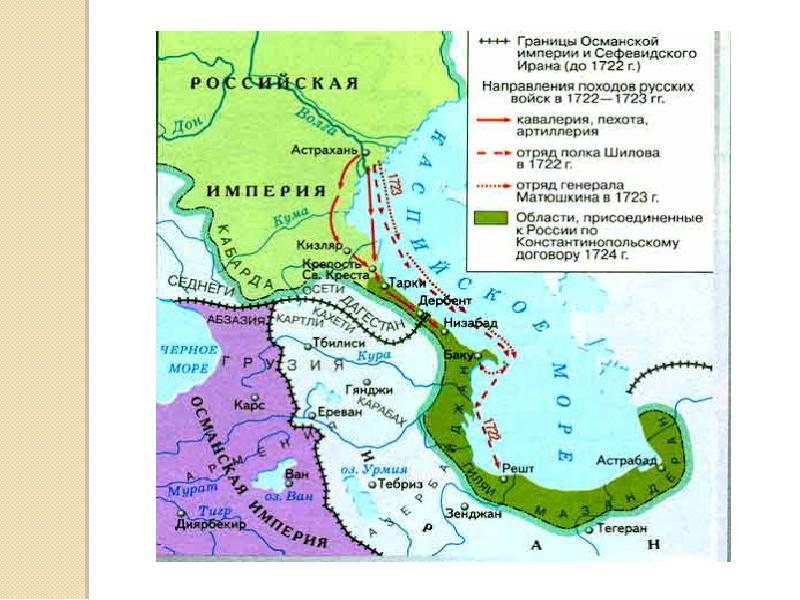 Границы Османской
империи и Сефевидского
Ирана (до 1722 г.)
Направления походов русских
войск в 1722—1723 гг.
кавалерия, пехота,
артиллерия
отряд полка Шилова
в 1722 г.
отряд генерала
Матюшкина в 1723 г.
Области, присоединенные
к России по
Константинопольскому
договору 1724 г.
РОССИЙСКАЯ
ИМПЕРИЯ
Дон
Волга
Астрахань
1723
КАСПИЙСКОЕ МОРЕ
Кума
КАБАРДА
Кизляр
Крепость
Св. Креста
Тарки
СЕДНЕГИ
ОСЕТИ
ДАГЕСТАН
Дербент
АБЗАЗИЯ
КАРТЛИ
КАХЕТИ
Низабад
ЧЕРНОЕ
МОРЕ
Тбилиси
Кура
Баку
ГРУЗИЯ
Гянджи
КАРАБАХ
Карс
Ереван
АРМЕНИЯ
ОСМАНСКАЯ ИМПЕРИЯ
1722
Ван
оз. Ван
оз. Урмия
Тебриз
АЗЕРБАЙДЖАН
ГИЛЯН
Решт
Астрабад
МАЗАНДЕРАН
Мурат
Тигр
Диярбекир
Зенджан
Тегеран
ИРАН